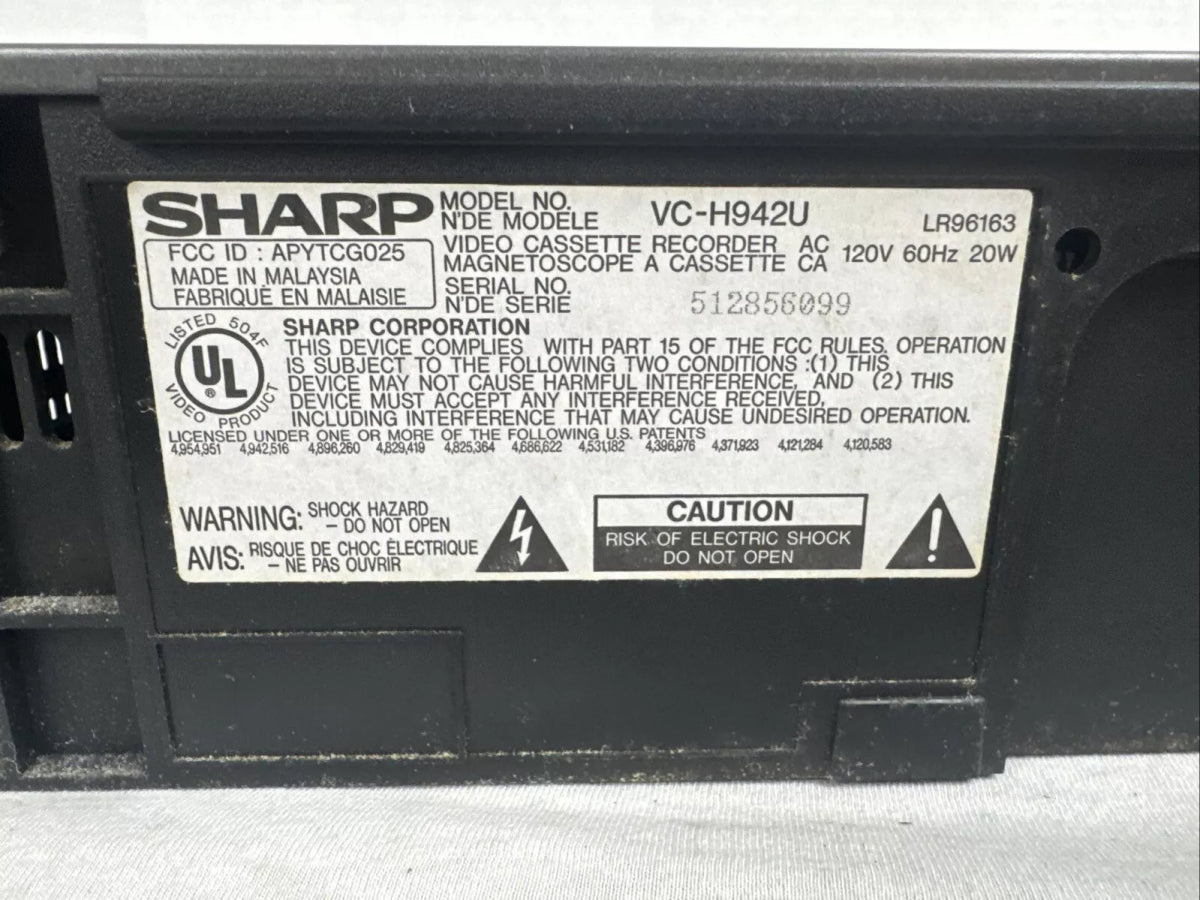 SHARP
MODEL NO.
N'DE MODÈLE
VC-H942U
LR96163
FCC ID : APYTCG025
MADE IN MALAYSIA
FABRIQUÉ EN MALAISIE
VIDEO CASSETTE RECORDER AC
MAGNETOSCOPE A CASSETTE CA
120V 60Hz 20W
SERIAL NO.
N'DE SERIE
512856099
LISTED 504F
UL
®
VIDEO PRODUCT
SHARP CORPORATION
THIS DEVICE COMPLIES WITH PART 15 OF THE FCC RULES, OPERATION
IS SUBJECT TO THE FOLLOWING TWO CONDITIONS :(1) THIS
DEVICE MAY NOT CAUSE HARMFUL INTERFERENCE, AND (2) THIS
DEVICE MUST ACCEPT ANY INTERFERENCE RECEIVED,
INCLUDING INTERFERENCE THAT MAY CAUSE UNDESIRED OPERATION.
LICENSED UNDER ONE OR MORE OF THE FOLLOWING U.S. PATENTS
4,954,951 4,942,516 4,896,260 4,829,419 4,825,364 4,686,622 4,531,182 4,396,976 4,371,923 4,121,284 4,120,583
WARNING: SHOCK HAZARD
– DO NOT OPEN
AVIS: RISQUE DE CHOC ÉLECTRIQUE
– NE PAS OUVRIR
CAUTION
RISK OF ELECTRIC SHOCK
DO NOT OPEN